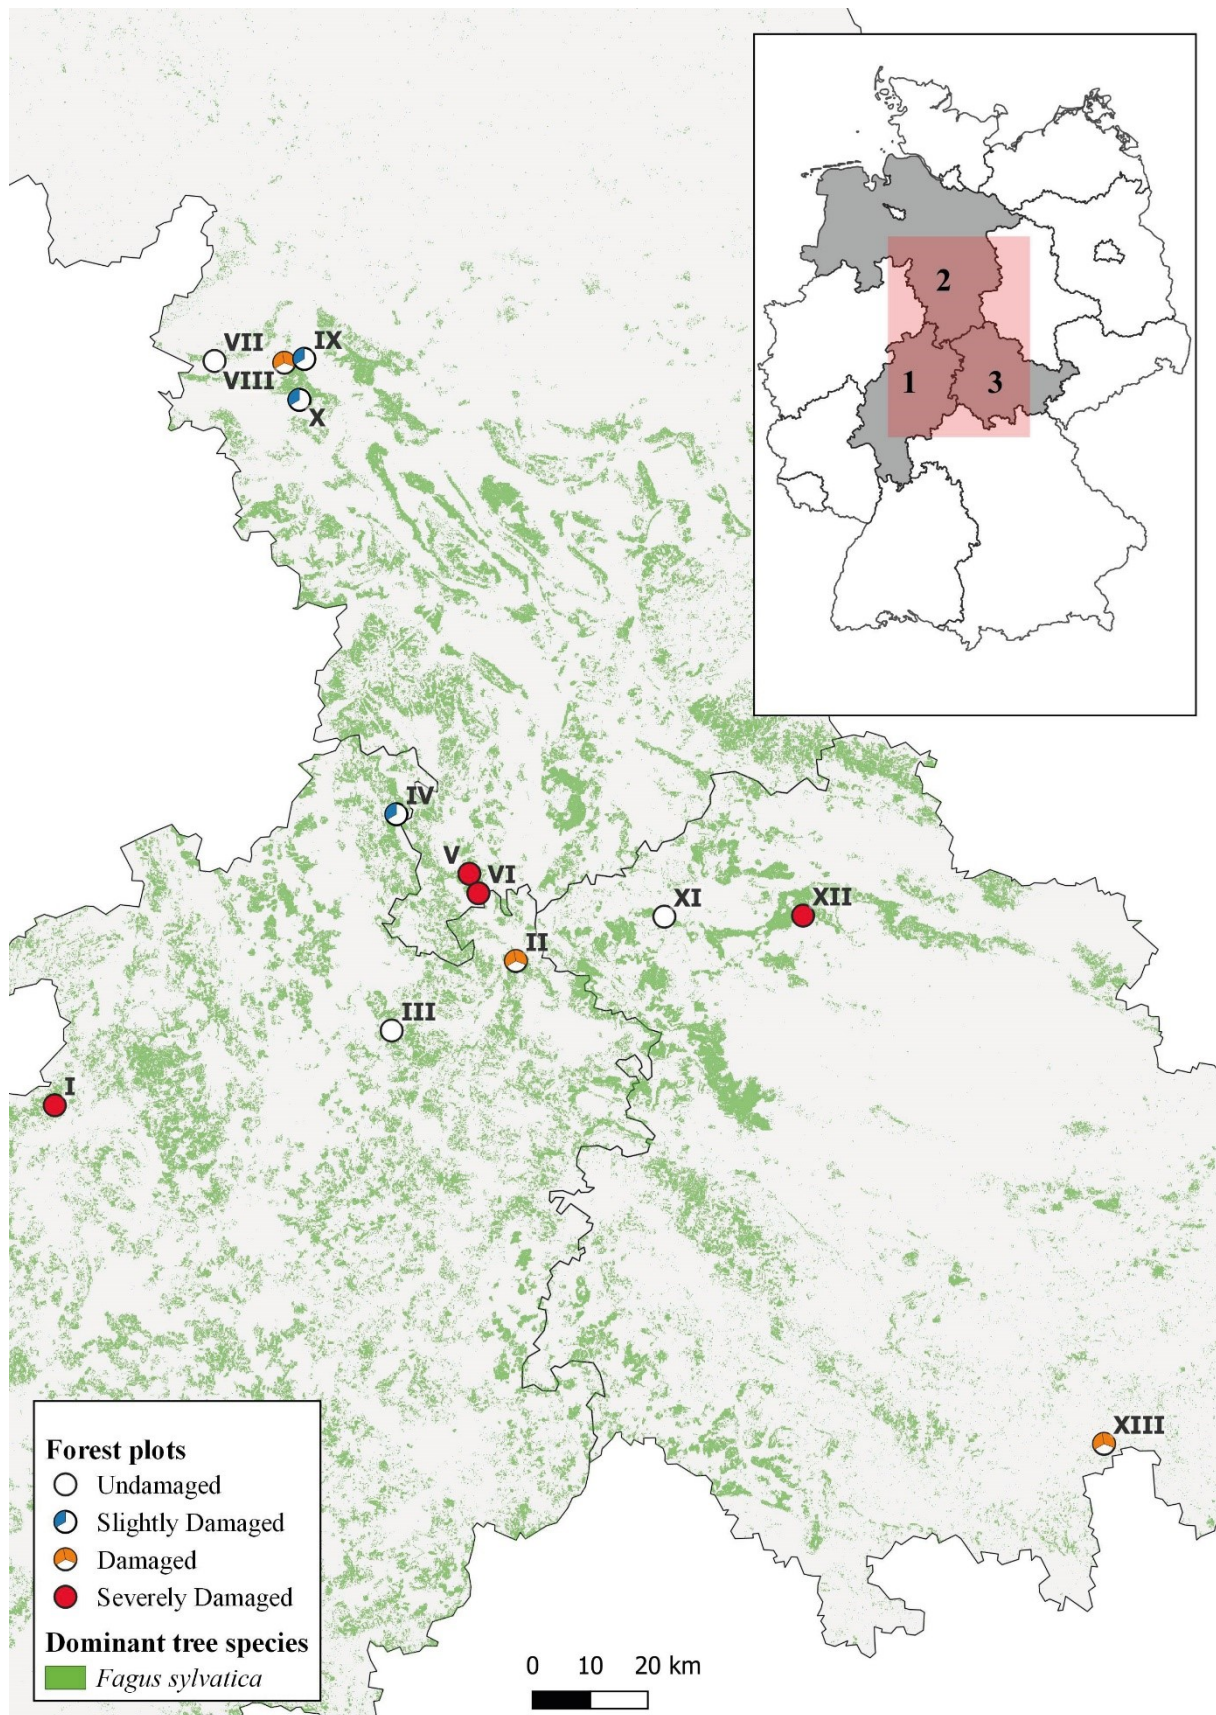 2
1
3
VII
IX
VIII
X
IV
V
VI
XI
XII
II
III
I
XIII
Forest plots
Undamaged
Slightly Damaged
Damaged
Severely Damaged
Dominant tree species
Fagus sylvatica
0 10 20 km